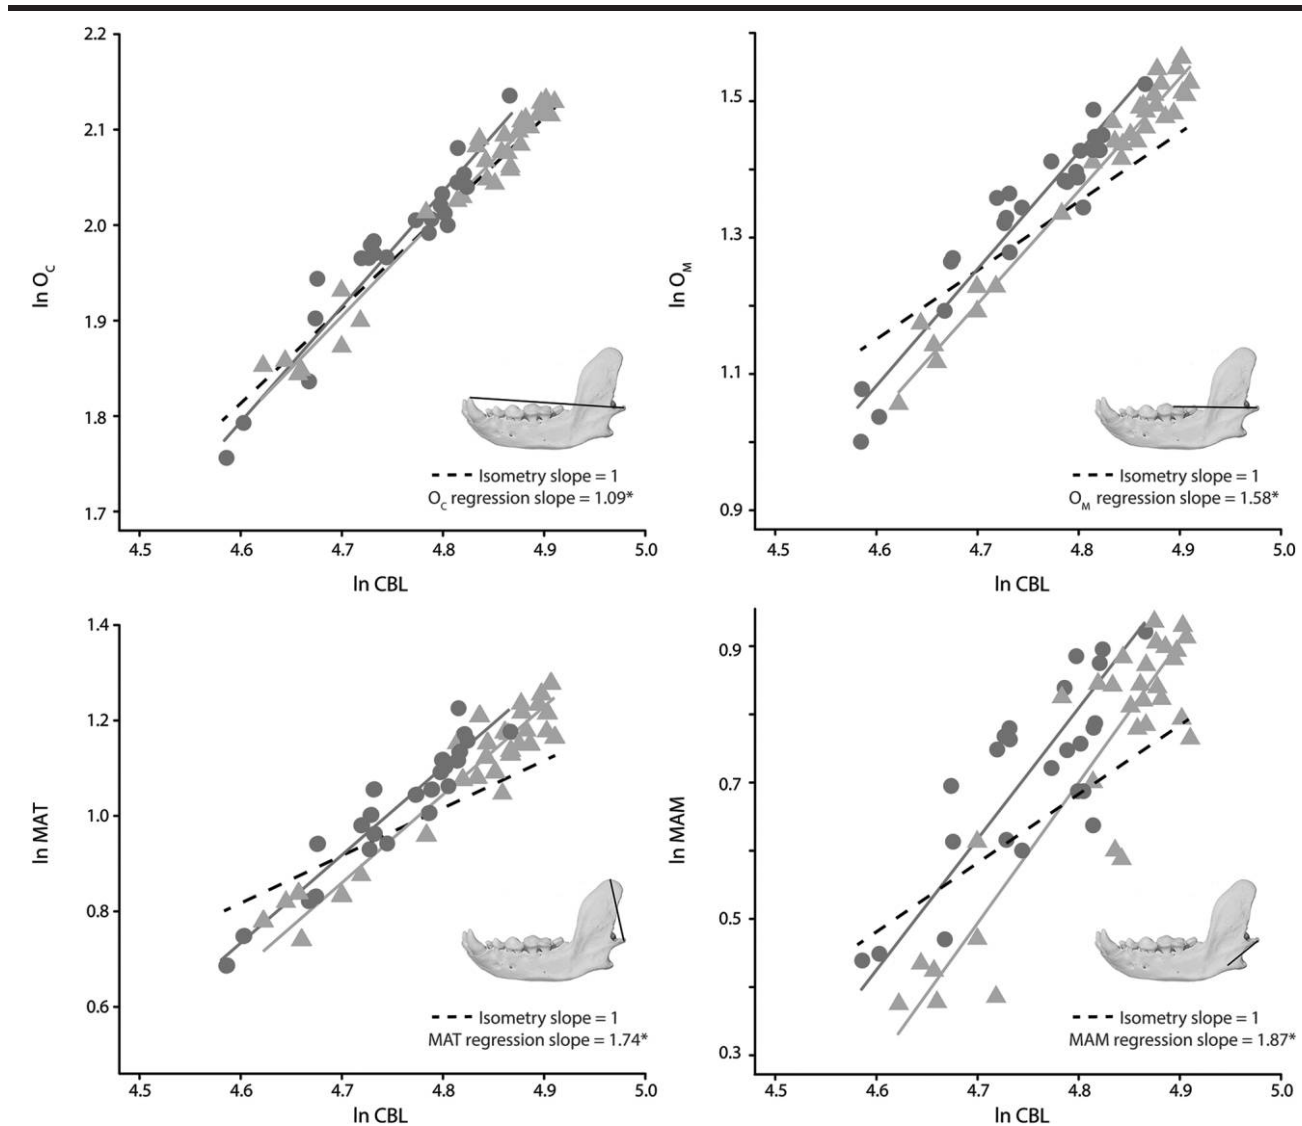 2.2
2.1
2.0
1.9
1.8
1.7
ln O_C
4.5 4.6 4.7 4.8 4.9 5.0
ln CBL
Isometry slope = 1
O_C regression slope = 1.09*
1.5
1.3
1.1
0.9
ln O_M
4.5 4.6 4.7 4.8 4.9 5.0
ln CBL
Isometry slope = 1
O_M regression slope = 1.58*
1.4
1.2
1.0
0.8
0.6
ln MAT
4.5 4.6 4.7 4.8 4.9 5.0
ln CBL
Isometry slope = 1
MAT regression slope = 1.74*
0.9
0.7
0.5
0.3
ln MAM
4.5 4.6 4.7 4.8 4.9 5.0
ln CBL
Isometry slope = 1
MAM regression slope = 1.87*